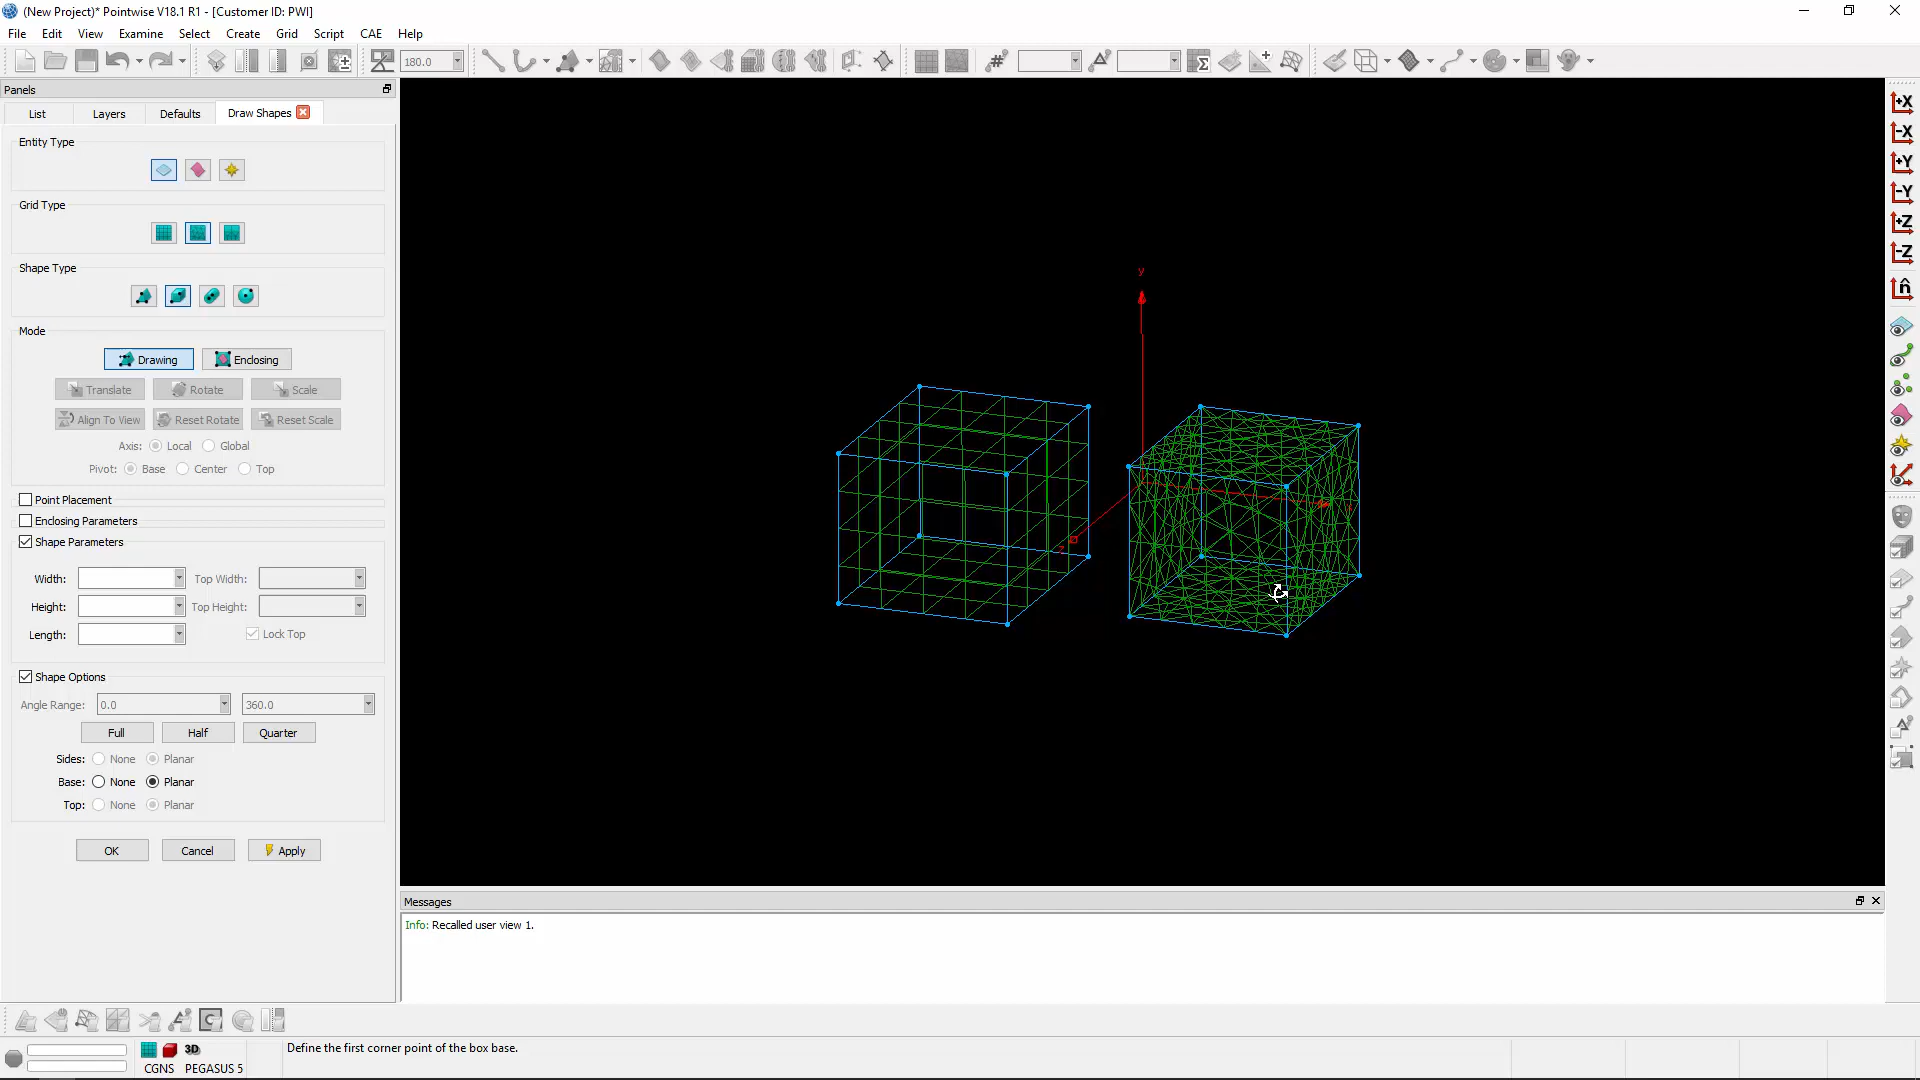 (New Project)* Pointwise V18.1 R1 - [Customer ID: PWI]
File Edit View Examine Select Create Grid Script CAE Help
180.0
Panels
List Layers Defaults Draw Shapes
Entity Type
Grid Type
Shape Type
Mode
Drawing Enclosing
Translate Rotate Scale
Align To View Reset Rotate Reset Scale
Axis: Local Global
Pivot: Base Center Top
Point Placement
Enclosing Parameters
Shape Parameters
Width: Top Width:
Height: Top Height:
Length: Lock Top
Shape Options
Angle Range: 0.0 360.0
Full Half Quarter
Sides: None Planar
Base: None Planar
Top: None Planar
OK Cancel Apply
y
z
+X
-X
+Y
-Y
+Z
-Z
n̂
Messages
Info: Recalled user view 1.
3D
CGNS PEGASUS 5
Define the first corner point of the box base.